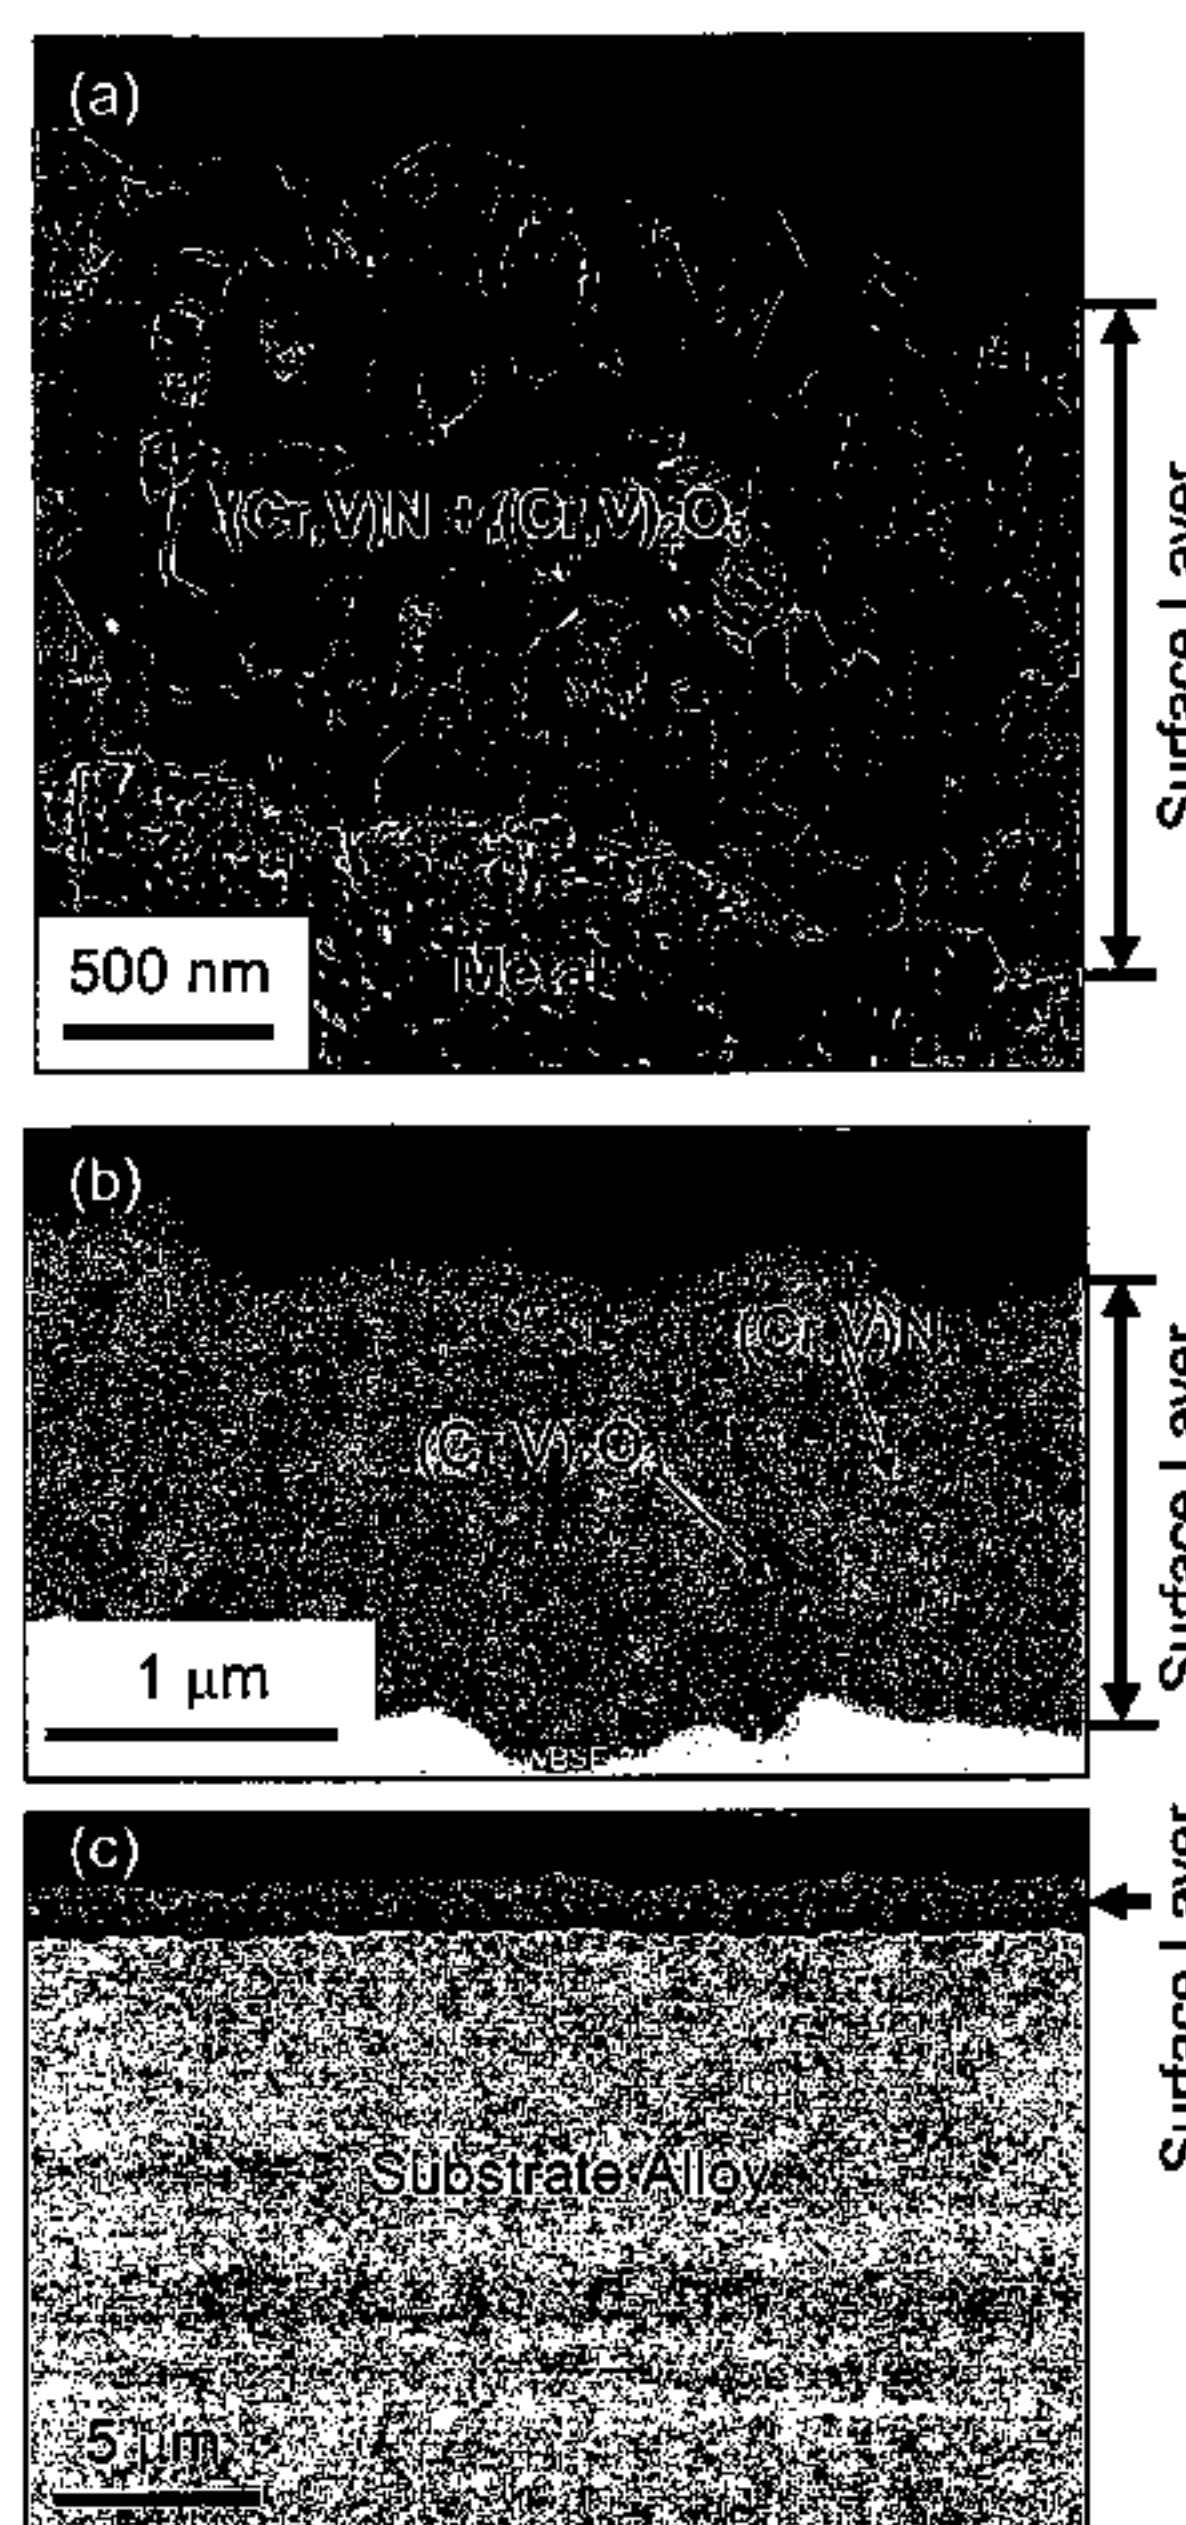 (a)
(Cr,V)N + (Cr,V)₂O₃
Surface Layer
Metal
500 nm
(b)
(Cr,V)N
(Cr,V)₂O₃
Surface Layer
1 μm
(c)
Surface Layer
Substrate Alloy
5 μm